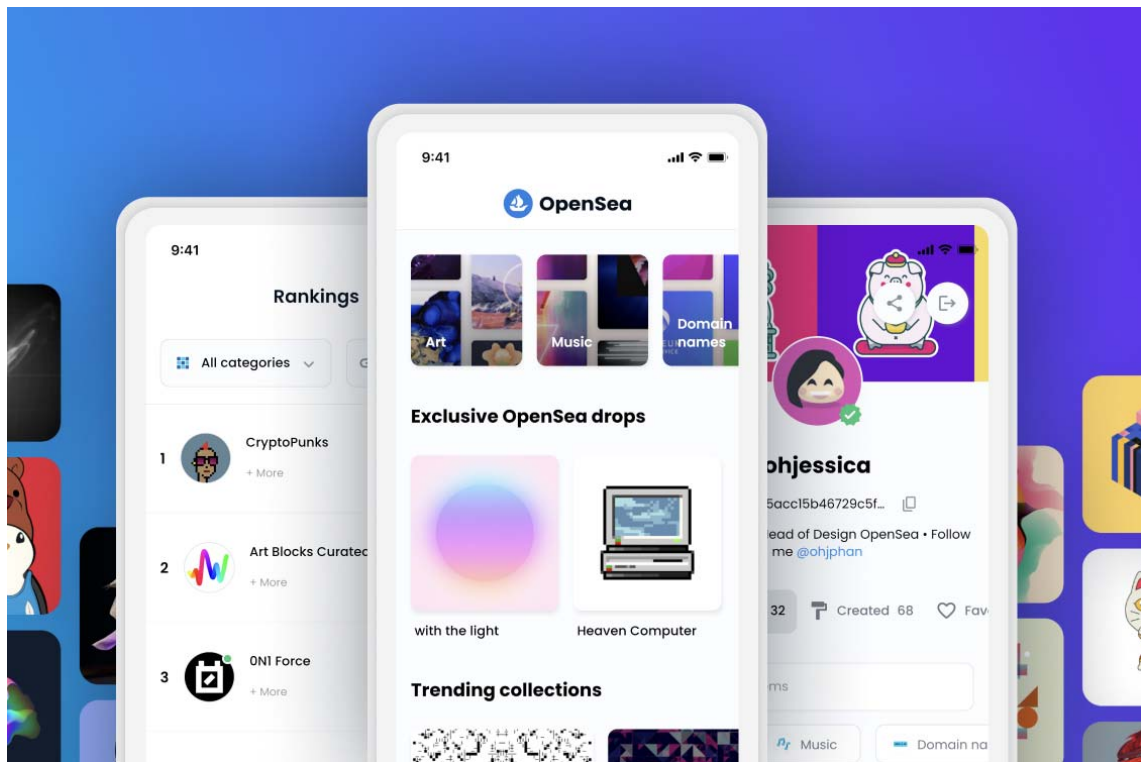 9:41
Rankings
All categories
1
CryptoPunks
+ More
2
Art Blocks Curated
+ More
3
0N1 Force
+ More
9:41
OpenSea
Art
Music
Domain
names
Exclusive OpenSea drops
with the light
Heaven Computer
Trending collections
ohjessica
5acc15b46729c5f...
ead of Design OpenSea • Follow
me @ohjphan
32
Created 68
Fav
ms
Music
Domain na